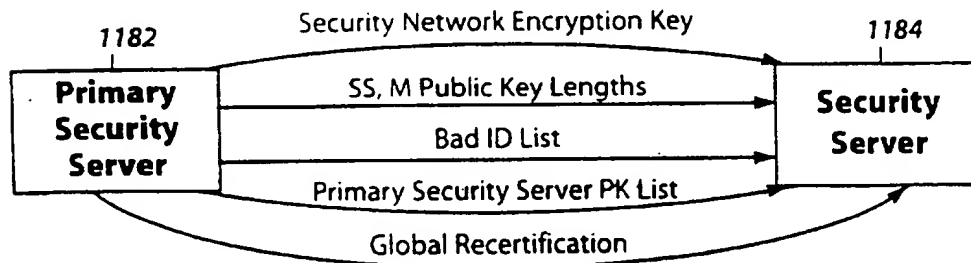 Security Network Encryption Key
1182
1184
Primary
Security
Server
SS, M Public Key Lengths
Bad ID List
Primary Security Server PK List
Global Recertification
Security
Server